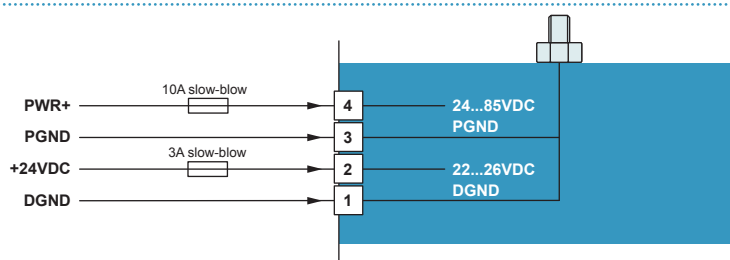 10A slow-blow
PWR+ 4 24...85VDC
PGND 3 PGND
3A slow-blow
+24VDC 2 22...26VDC
DGND 1 DGND